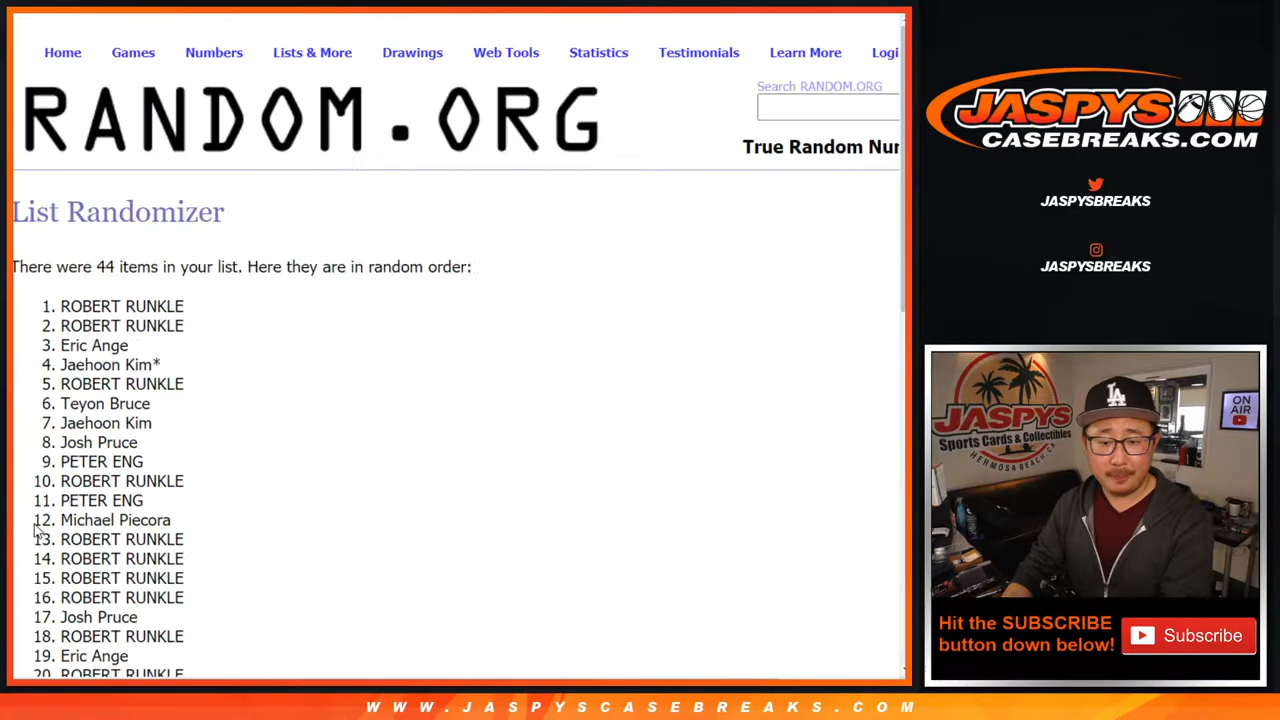 Home Games Numbers Lists & More Drawings Web Tools Statistics Testimonials Learn More Logi
Search RANDOM.ORG
RANDOM.ORG
True Random Nur
List Randomizer
There were 44 items in your list. Here they are in random order:
1. ROBERT RUNKLE
2. ROBERT RUNKLE
3. Eric Ange
4. Jaehoon Kim*
5. ROBERT RUNKLE
6. Teyon Bruce
7. Jaehoon Kim
8. Josh Pruce
9. PETER ENG
10. ROBERT RUNKLE
11. PETER ENG
12. Michael Piecora
13. ROBERT RUNKLE
14. ROBERT RUNKLE
15. ROBERT RUNKLE
16. ROBERT RUNKLE
17. Josh Pruce
18. ROBERT RUNKLE
19. Eric Ange
20. ROBERT RUNKLE
JASPYS
CASEBREAKS.COM
JASPYSBREAKS
JASPYSBREAKS
JASPYS
Sports Cards & Collectibles
HERMOSA BEACH, CA
LA
ON
AIR
Hit the SUBSCRIBE
button down below!
Subscribe
WWW.JASPYSCASEBREAKS.COM